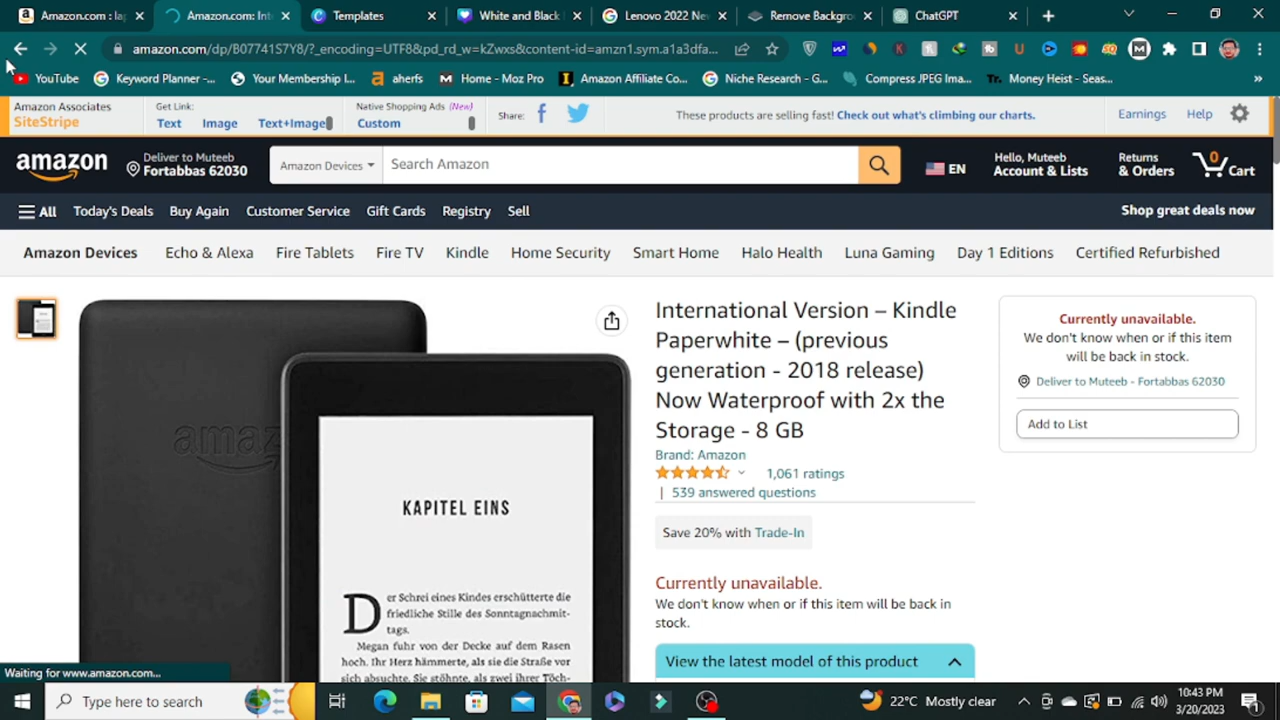 Amazon.com : lap
Amazon.com: Int
Templates
White and Black
Lenovo 2022 Ne
Remove Backgro
ChatGPT
amazon.com/dp/B07741S7Y8/?_encoding=UTF8&pd_rd_w=kZwxs&content-id=amzn1.sym.a1a3dfa...
YouTube
Keyword Planner -...
Your Membership I...
aherfs
Home - Moz Pro
Amazon Affiliate Co...
Niche Research - G...
Compress JPEG Ima...
Money Heist - Seas...
Amazon Associates
SiteStripe
Get Link:
Text
Image
Text+Image
Native Shopping Ads (New)
Custom
Share:
These products are selling fast! Check out what's climbing our charts.
Earnings
Help
amazon
Deliver to Muteeb
Fortabbas 62030
Amazon Devices
Search Amazon
EN
Hello, Muteeb
Account & Lists
Returns
& Orders
0
Cart
All
Today's Deals
Buy Again
Customer Service
Gift Cards
Registry
Sell
Shop great deals now
Amazon Devices
Echo & Alexa
Fire Tablets
Fire TV
Kindle
Home Security
Smart Home
Halo Health
Luna Gaming
Day 1 Editions
Certified Refurbished
International Version – Kindle
Paperwhite – (previous
generation - 2018 release)
Now Waterproof with 2x the
Storage - 8 GB
Brand: Amazon
1,061 ratings
| 539 answered questions
Save 20% with Trade-In
Currently unavailable.
We don't know when or if this item will be back in
stock.
View the latest model of this product
Currently unavailable.
We don't know when or if this item
will be back in stock.
Deliver to Muteeb - Fortabbas 62030
Add to List
amaz
KAPITEL EINS
Der Schrei eines Kindes erschütterte die
friedliche Stille des Sonntagnachmit-
tags.
Megan fuhr von der Decke auf dem Rasen
hoch. Ihr Herz hämmerte, als sie die Straße vor
sich absuchte. Sie stöhnte, als zwei ihrer Töch-
Waiting for www.amazon.com...
Type here to search
22°C Mostly clear
10:43 PM
3/20/2023
1